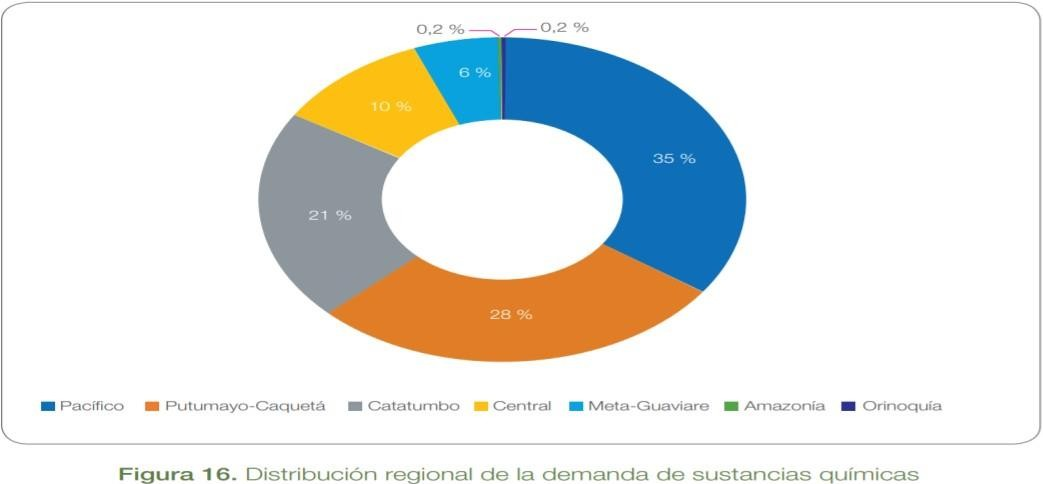 0,2 % 0,2 %
6 %
10 %
35 %
21 %
28 %
Pacífico Putumayo-Caquetá Catatumbo Central Meta-Guaviare Amazonía Orinoquía
Figura 16. Distribución regional de la demanda de sustancias químicas